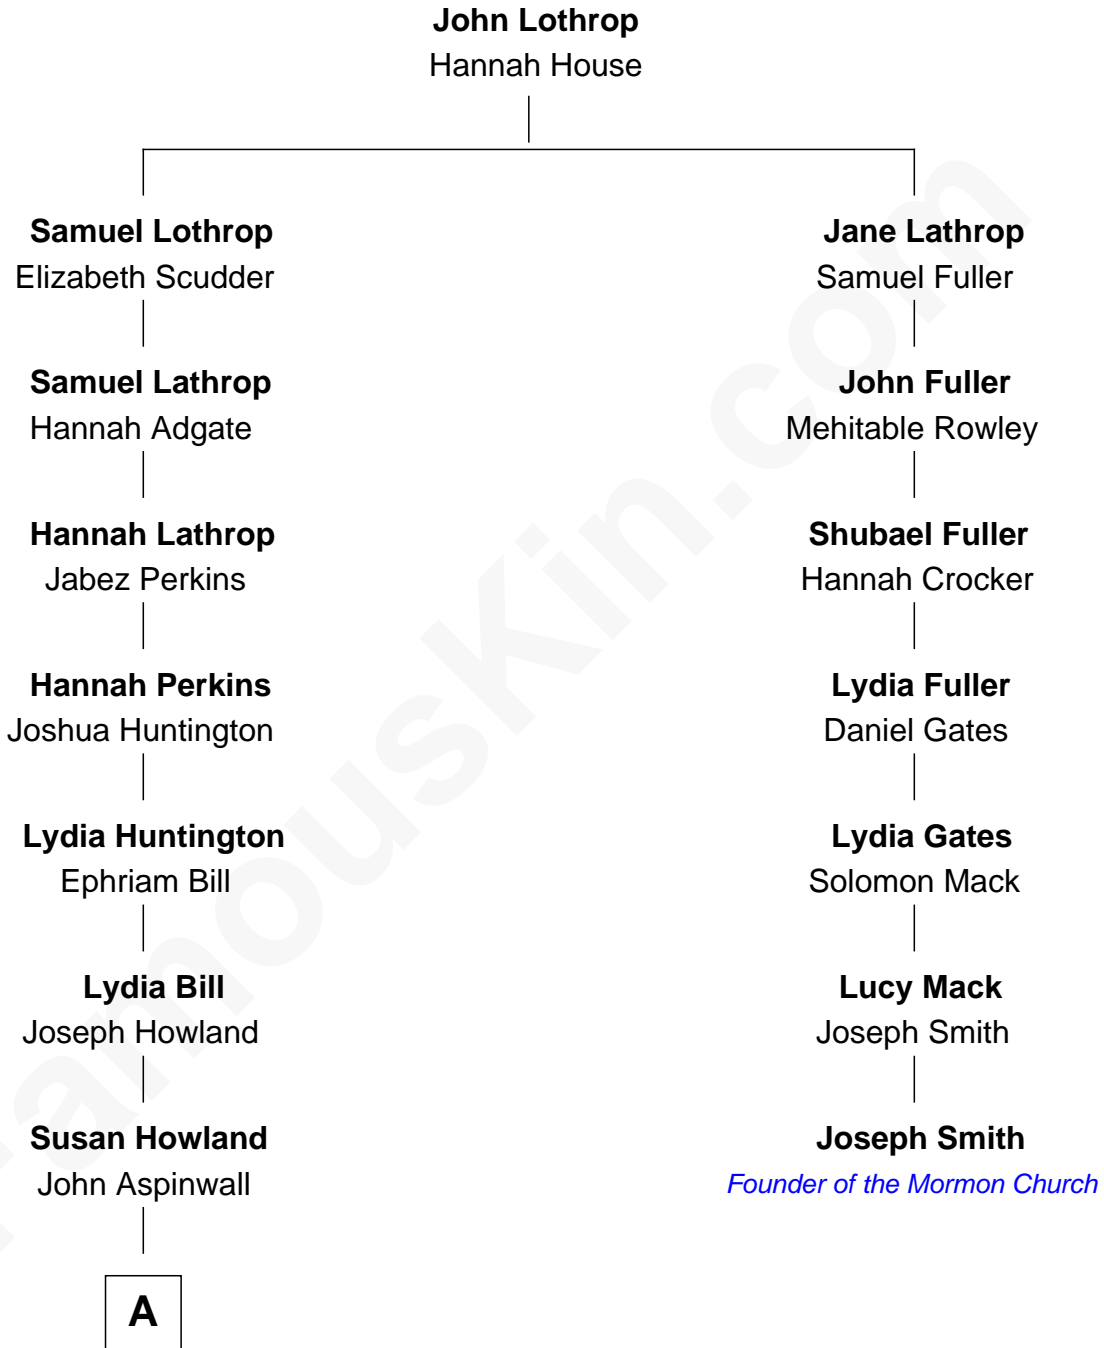 John Lothrop
Hannah House
Samuel Lothrop
Elizabeth Scudder
Jane Lathrop
Samuel Fuller
Samuel Lathrop
Hannah Adgate
John Fuller
Mehitable Rowley
Hannah Lathrop
Jabez Perkins
Shubael Fuller
Hannah Crocker
Hannah Perkins
Joshua Huntington
Lydia Fuller
Daniel Gates
Lydia Huntington
Ephriam Bill
Lydia Gates
Solomon Mack
Lydia Bill
Joseph Howland
Lucy Mack
Joseph Smith
Susan Howland
John Aspinwall
Joseph Smith
Founder of the Mormon Church
A
FamousKin.com